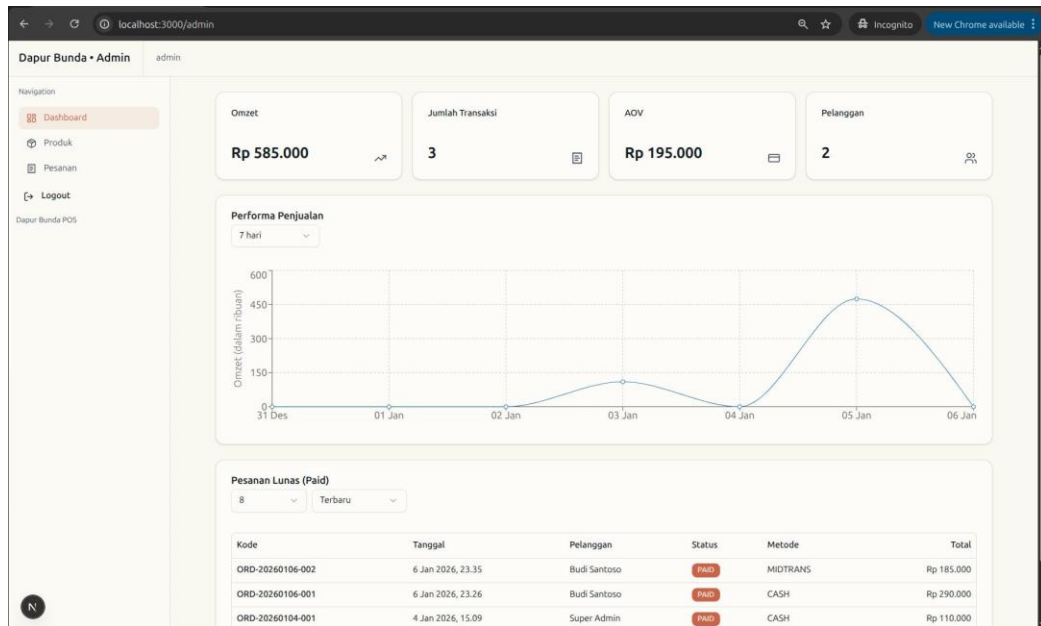 localhost:3000/admin
Incognito
New Chrome available
Dapur Bunda • Admin
admin
Navigation
Dashboard
Produk
Pesanan
Logout
Dapur Bunda POS
Omzet
Rp 585.000
Jumlah Transaksi
3
AOV
Rp 195.000
Pelanggan
2
Performa Penjualan
7 hari
Omzet (dalam ribuan)
600
450
300
150
0
31 Des 01 Jan 02 Jan 03 Jan 04 Jan 05 Jan 06 Jan
Pesanan Lunas (Paid)
8 Terbaru
Kode Tanggal Pelanggan Status Metode Total
ORD-20260106-002 6 Jan 2026, 23.35 Budi Santoso PAID MIDTRANS Rp 185.000
ORD-20260106-001 6 Jan 2026, 23.26 Budi Santoso PAID CASH Rp 290.000
ORD-20260104-001 4 Jan 2026, 15.09 Super Admin PAID CASH Rp 110.000
N